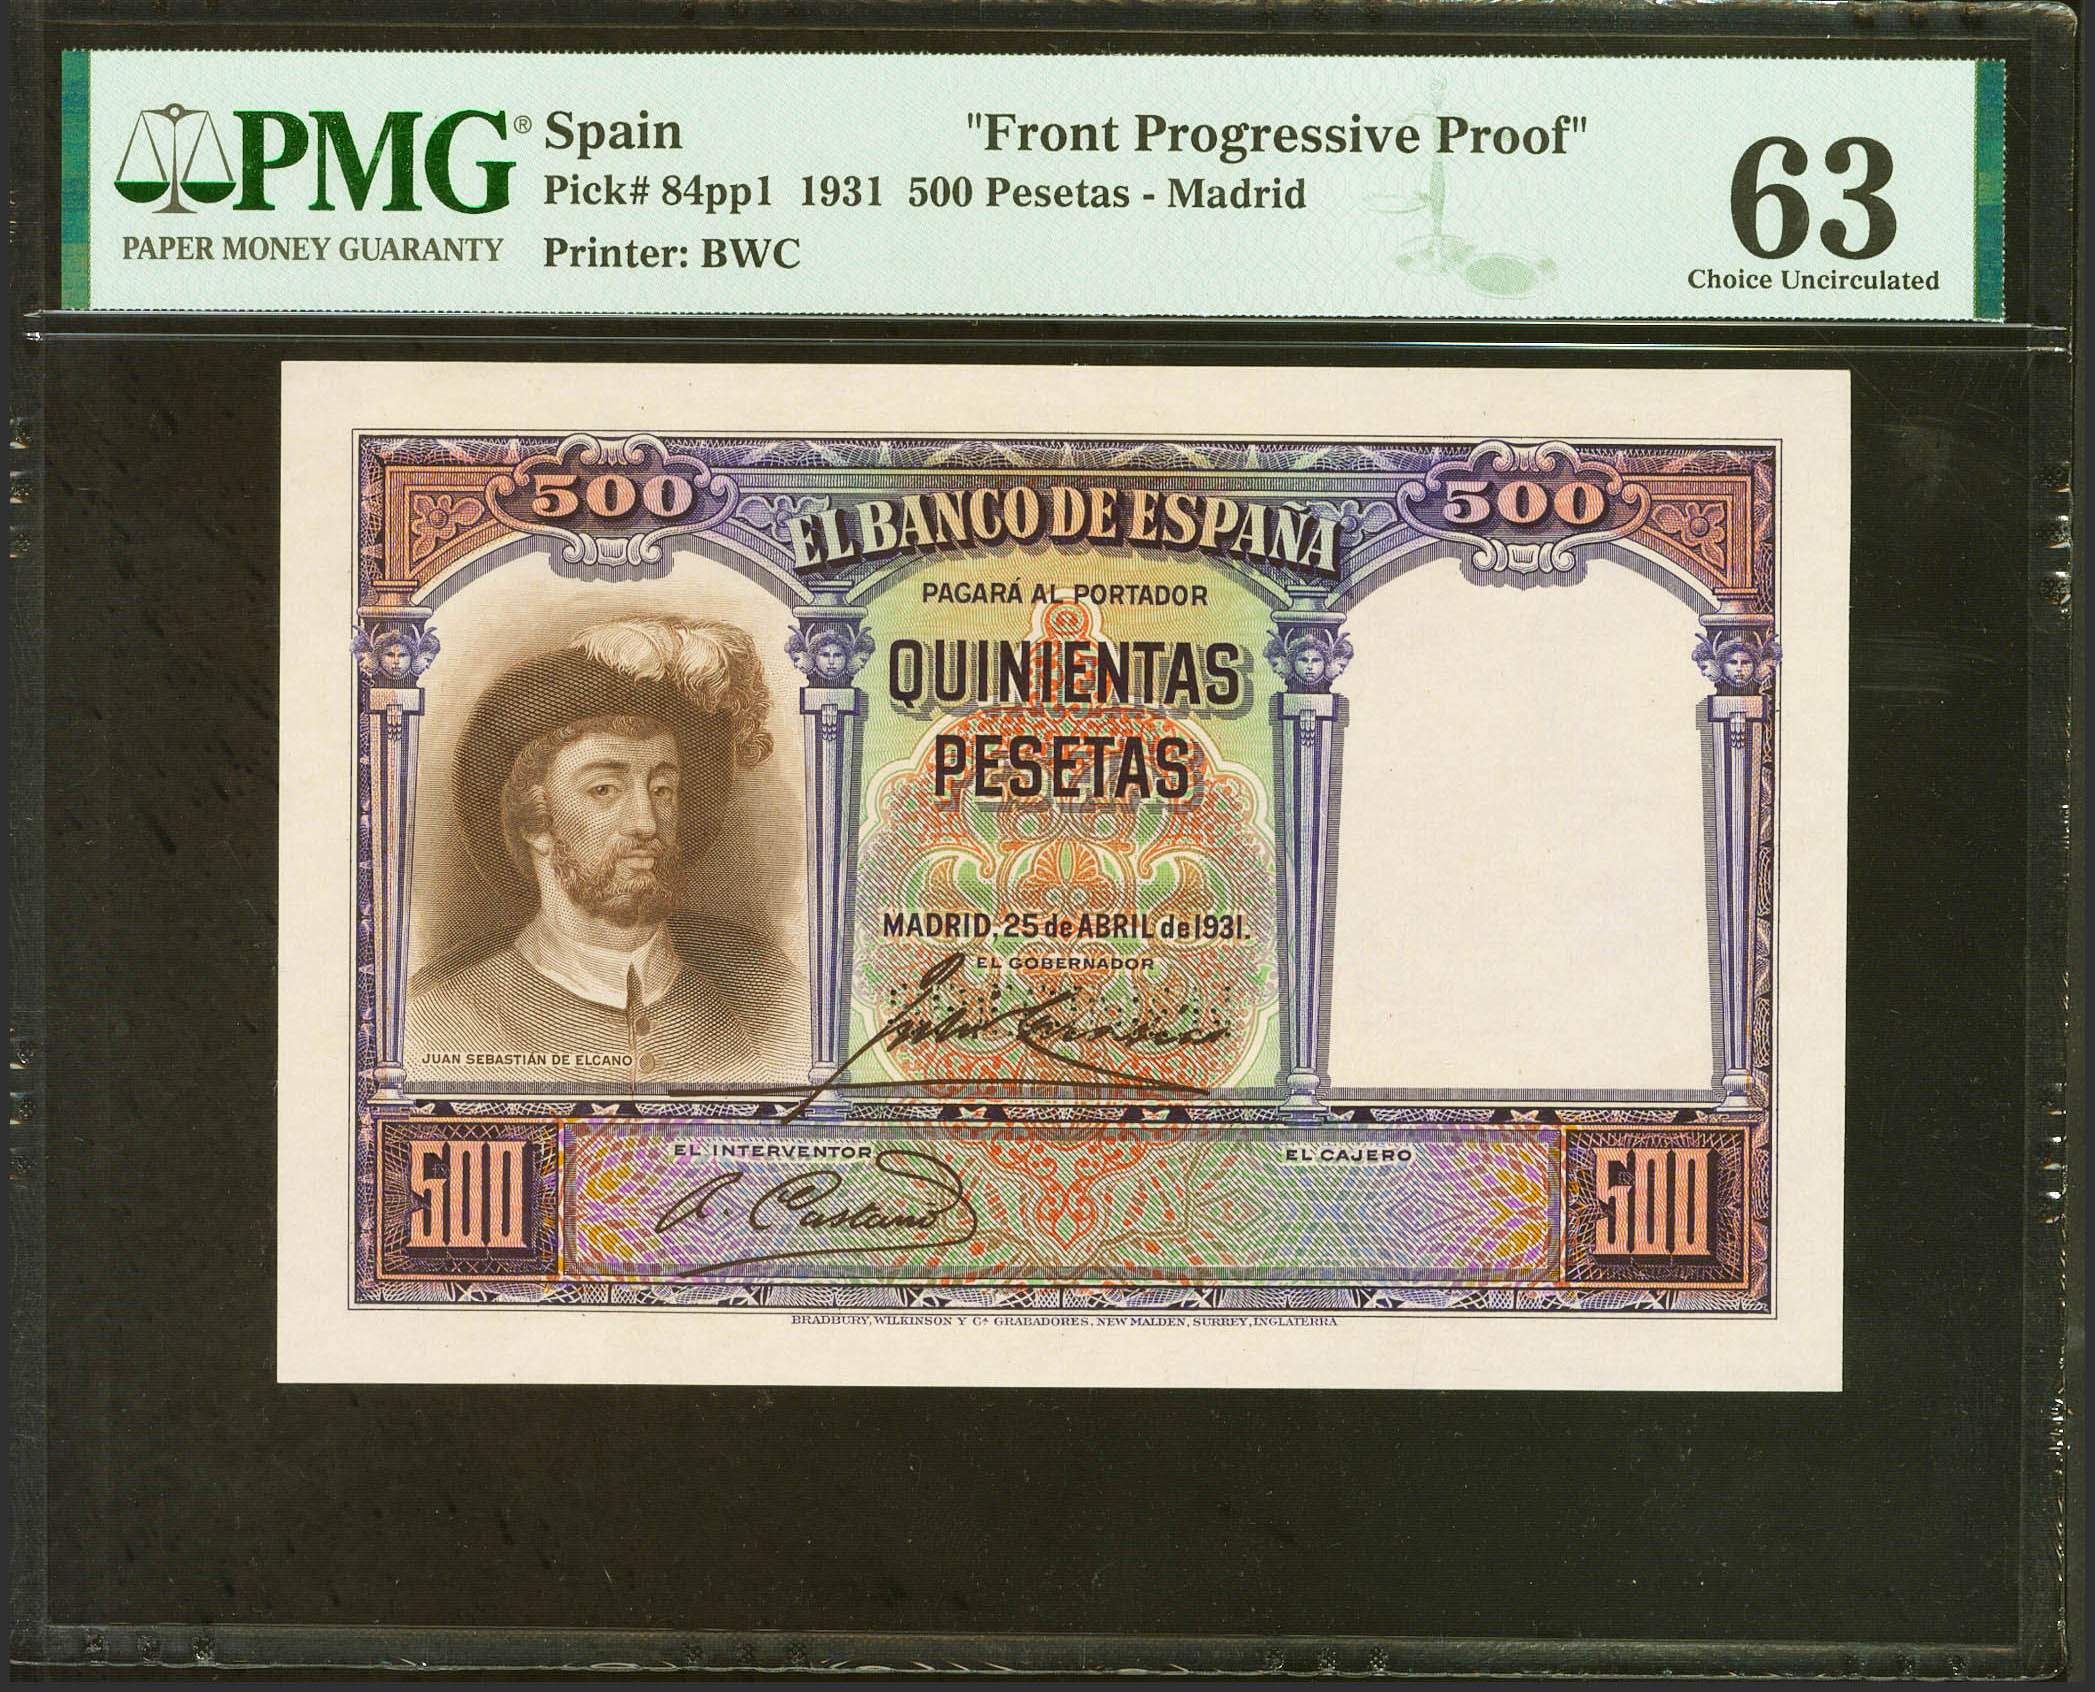 PMG®
PAPER MONEY GUARANTY
Spain "Front Progressive Proof"
Pick# 84pp1 1931 500 Pesetas - Madrid
Printer: BWC
63
Choice Uncirculated
500 500
EL BANCO DE ESPAÑA
PAGARÁ AL PORTADOR
QUINIENTAS
PESETAS
MADRID, 25 de ABRIL de 1931.
EL GOBERNADOR
JUAN SEBASTIÁN DE ELCANO
EL INTERVENTOR
EL CAJERO
A. Castaño
500 500
BRADBURY, WILKINSON Y Cª. GRABADORES, NEW MALDEN, SURREY, INGLATERRA